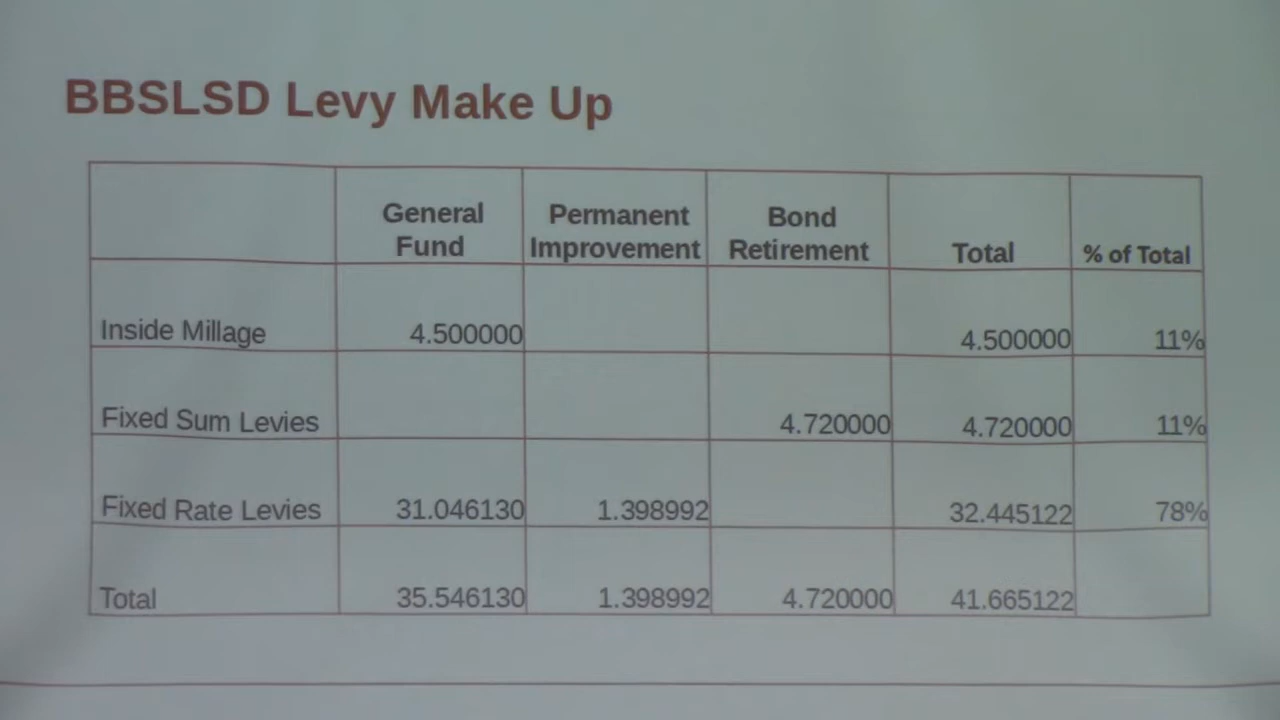 BBSLSD Levy Make Up
General Fund Permanent Improvement Bond Retirement Total % of Total
Inside Millage 4.500000 4.500000 11%
Fixed Sum Levies 4.720000 4.720000 11%
Fixed Rate Levies 31.046130 1.398992 32.445122 78%
Total 35.546130 1.398992 4.720000 41.665122